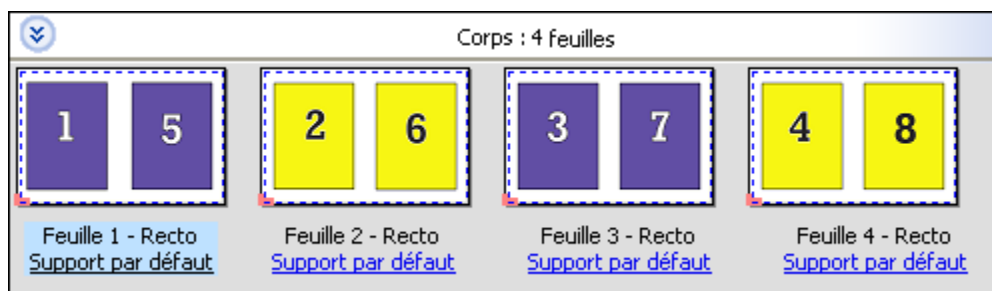 Corps : 4 feuilles
1 5 2 6 3 7 4 8
Feuille 1 - Recto Feuille 2 - Recto Feuille 3 - Recto Feuille 4 - Recto
Support par défaut Support par défaut Support par défaut Support par défaut